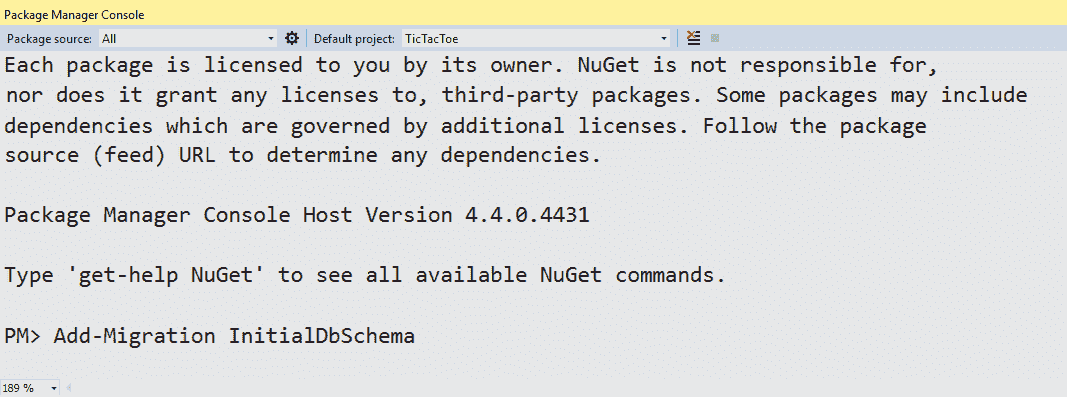 Package Manager Console
Package source: All Default project: TicTacToe
Each package is licensed to you by its owner. NuGet is not responsible for,
nor does it grant any licenses to, third-party packages. Some packages may include
dependencies which are governed by additional licenses. Follow the package
source (feed) URL to determine any dependencies.
Package Manager Console Host Version 4.4.0.4431
Type 'get-help NuGet' to see all available NuGet commands.
PM> Add-Migration InitialDbSchema
189 %